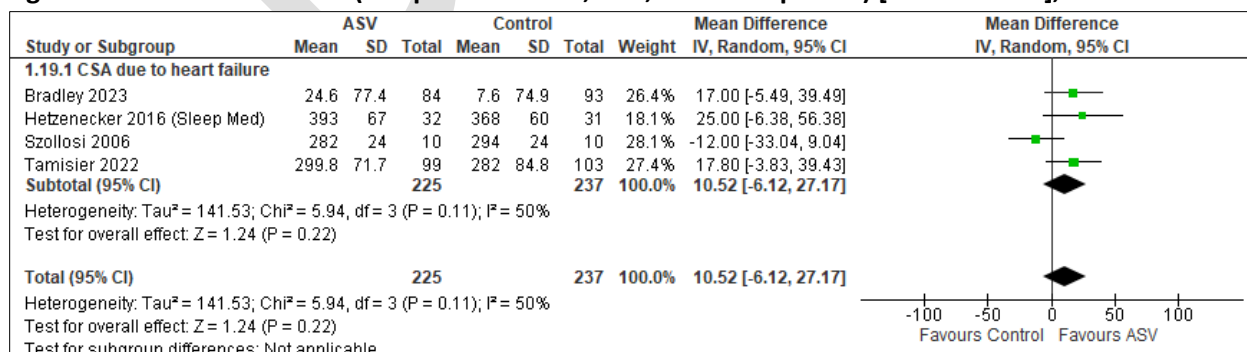 ASV Control Mean Difference Mean Difference
Study or Subgroup Mean SD Total Mean SD Total Weight IV, Random, 95% CI IV, Random, 95% CI
1.19.1 CSA due to heart failure
Bradley 2023 24.6 77.4 84 7.6 74.9 93 26.4% 17.00 [-5.49, 39.49]
Hetzenecker 2016 (Sleep Med) 393 67 32 368 60 31 18.1% 25.00 [-6.38, 56.38]
Szollosi 2006 282 24 10 294 24 10 28.1% -12.00 [-33.04, 9.04]
Tamisier 2022 299.8 71.7 99 282 84.8 103 27.4% 17.80 [-3.83, 39.43]
Subtotal (95% CI) 225 237 100.0% 10.52 [-6.12, 27.17]
Heterogeneity: Tau² = 141.53; Chi² = 5.94, df = 3 (P = 0.11); I² = 50%
Test for overall effect: Z = 1.24 (P = 0.22)
Total (95% CI) 225 237 100.0% 10.52 [-6.12, 27.17]
Heterogeneity: Tau² = 141.53; Chi² = 5.94, df = 3 (P = 0.11); I² = 50%
Test for overall effect: Z = 1.24 (P = 0.22)
Test for subgroup differences: Not applicable
-100 -50 0 50 100
Favours Control Favours ASV